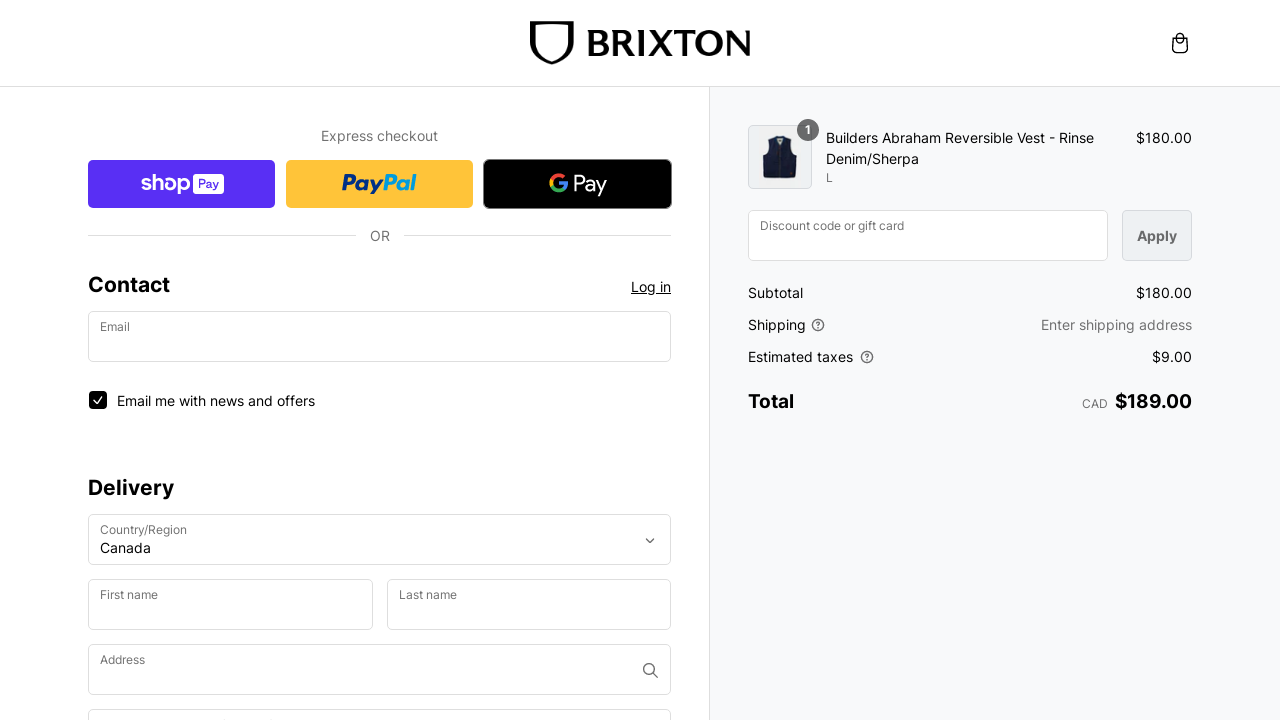 BRIXTON
Express checkout
shop Pay
PayPal
G Pay
OR
Contact
Log in
Email
Email me with news and offers
Delivery
Country/Region
Canada
First name
Last name
Address
1
Builders Abraham Reversible Vest - Rinse
Denim/Sherpa
$180.00
L
Discount code or gift card
Apply
Subtotal
$180.00
Shipping
Enter shipping address
Estimated taxes
$9.00
Total
CAD $189.00